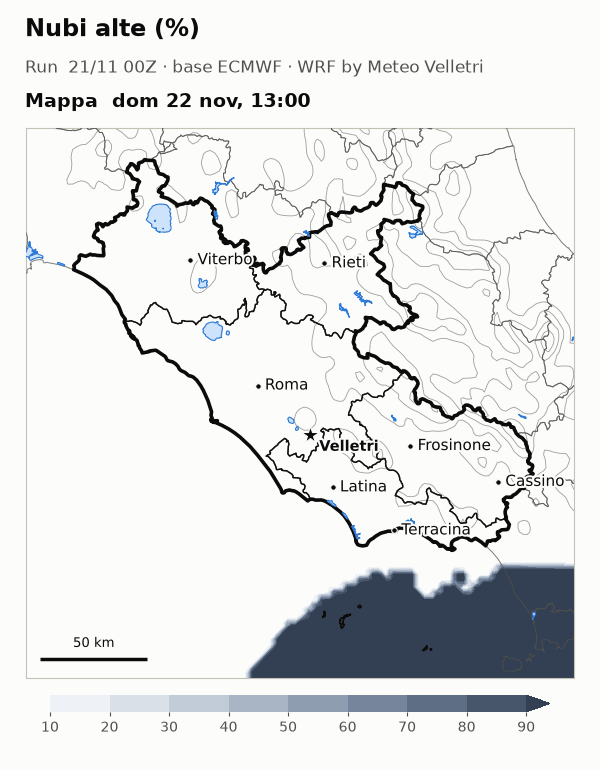 Nubi alte (%)
Run 21/11 00Z · base ECMWF · WRF by Meteo Velletri
Mappa dom 22 nov, 13:00
Viterbo
Rieti
Roma
Velletri
Frosinone
Latina
Cassino
Terracina
50 km
10 20 30 40 50 60 70 80 90